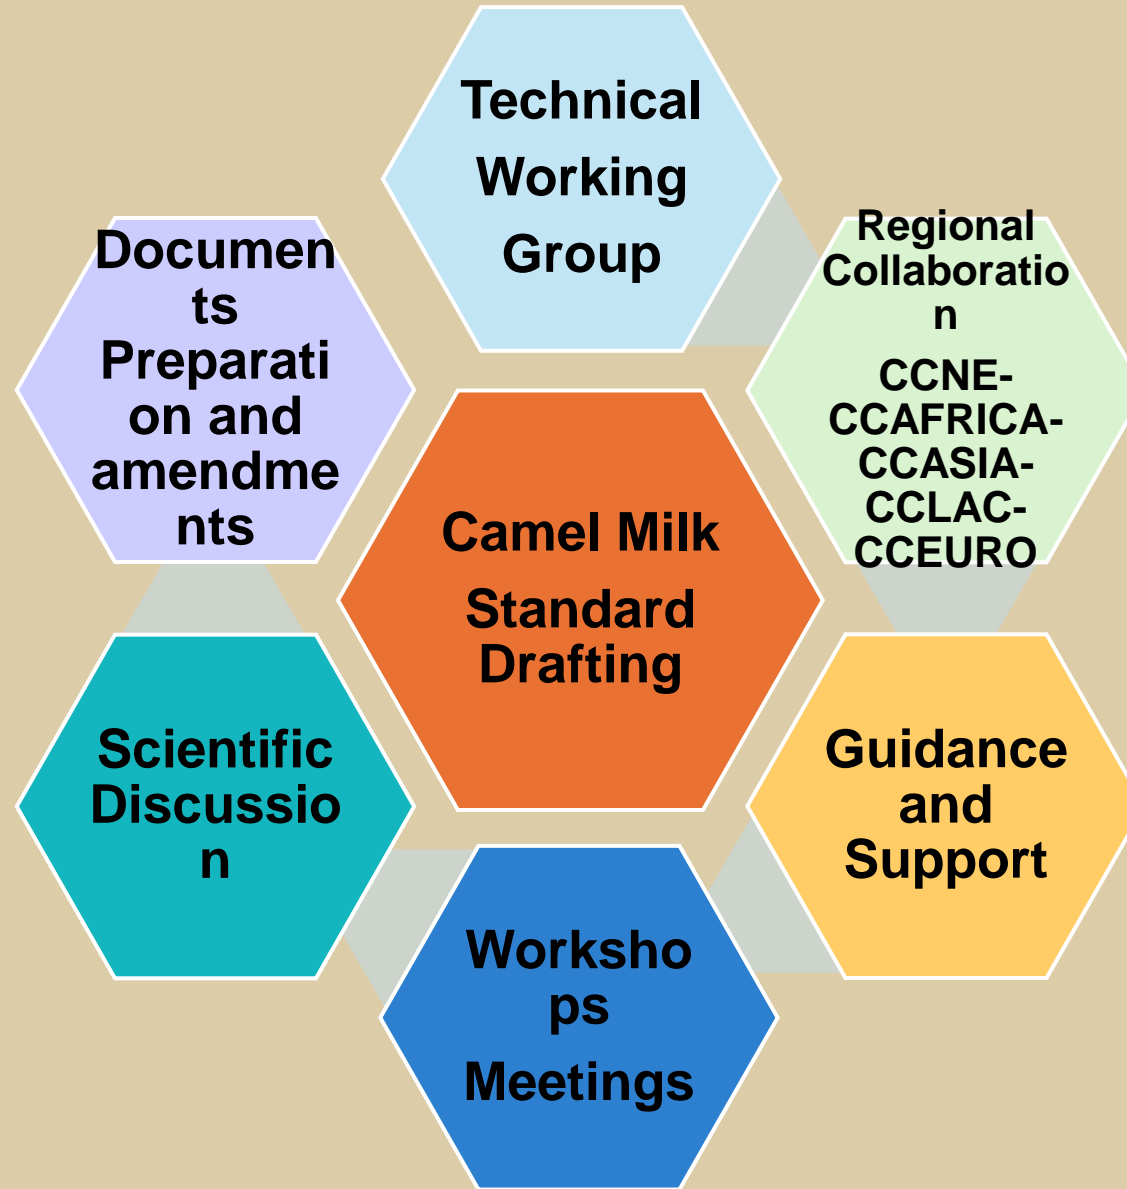 Technical
Working
Group
Regional
Collaboratio
n
CCNE-
CCAFRICA-
CCASIA-
CCLAC-
CCEURO
Documen
ts
Preparati
on and
amendme
nts
Camel Milk
Standard
Drafting
Scientific
Discussio
n
Guidance
and
Support
Worksho
ps
Meetings